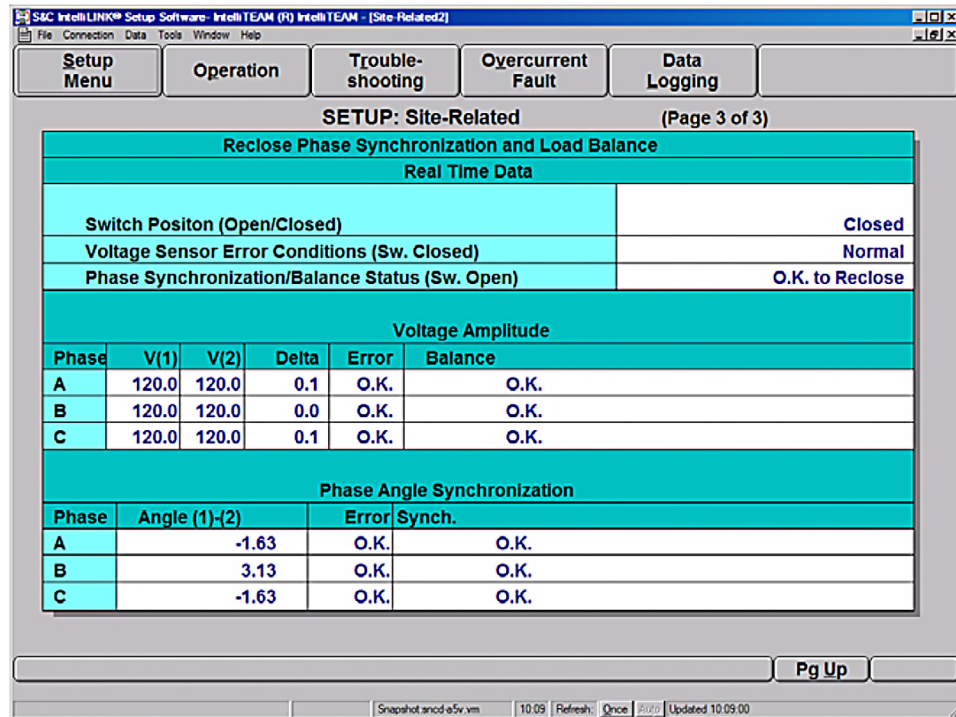 S&C IntelliLINK® Setup Software- IntelliTEAM (R) IntelliTEAM - [Site-Related2]
File Connection Data Tools Window Help
Setup Menu Operation Trouble-shooting Overcurrent Fault Data Logging
SETUP: Site-Related (Page 3 of 3)
Reclose Phase Synchronization and Load Balance
Real Time Data
Switch Positon (Open/Closed) Closed
Voltage Sensor Error Conditions (Sw. Closed) Normal
Phase Synchronization/Balance Status (Sw. Open) O.K. to Reclose
Voltage Amplitude
Phase V(1) V(2) Delta Error Balance
A 120.0 120.0 0.1 O.K. O.K.
B 120.0 120.0 0.0 O.K. O.K.
C 120.0 120.0 0.1 O.K. O.K.
Phase Angle Synchronization
Phase Angle (1)-(2) Error Synch.
A -1.63 O.K. O.K.
B 3.13 O.K. O.K.
C -1.63 O.K. O.K.
Pg Up
Snapshot:sncd-a5v.vm 10:09 Refresh: Once Auto Updated 10:09:00